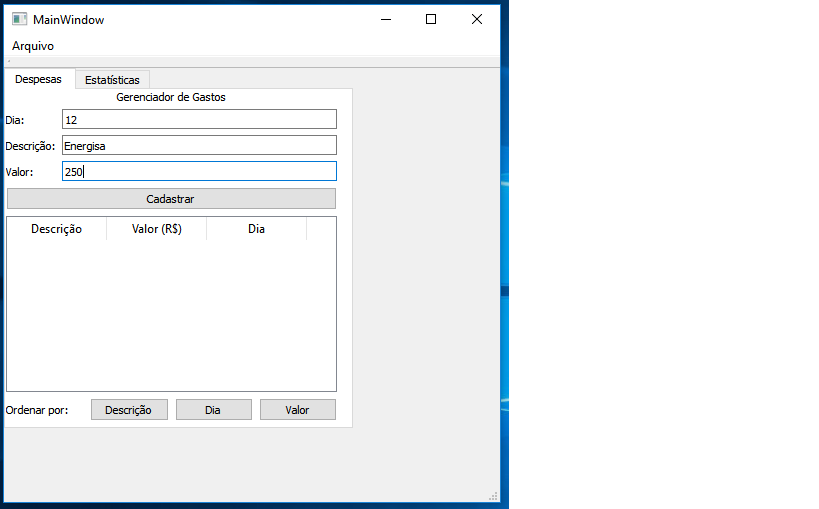 MainWindow
Arquivo
Despesas Estatísticas
Gerenciador de Gastos
Dia: 12
Descrição: Energisa
Valor: 250
Cadastrar
Descrição Valor (R$) Dia
Ordenar por: Descrição Dia Valor